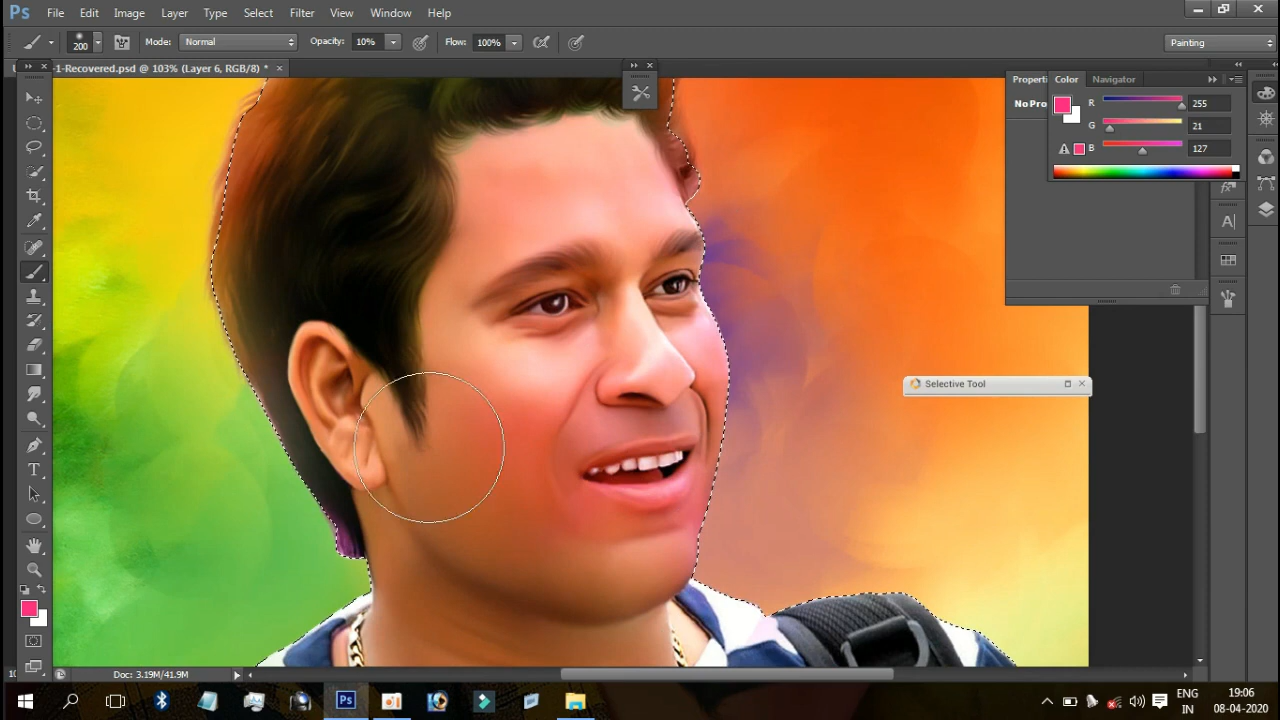 Ps File Edit Image Layer Type Select Filter View Window Help
200 Mode: Normal Opacity: 10% Flow: 100% Painting
-1-Recovered.psd @ 103% (Layer 6, RGB/8) * ×
Properti Color Navigator
No Pro
R 255
G 21
B 127
A|
Selective Tool
T
Doc: 3.19M/41.9M
Ps
ENG
IN
19:06
08-04-2020